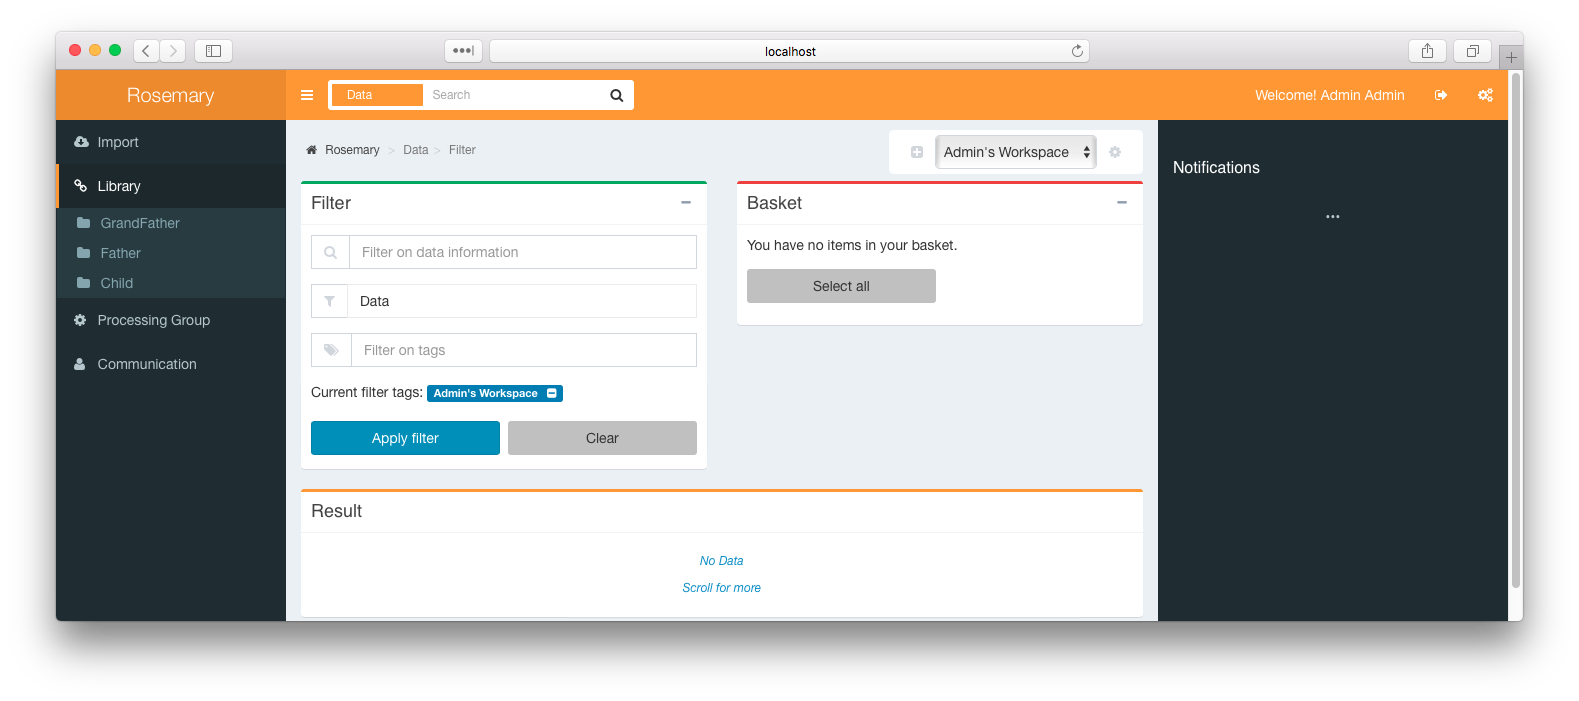 localhost
Rosemary
Data Search
Welcome! Admin Admin
Import
Library
GrandFather
Father
Child
Processing Group
Communication
Rosemary > Data > Filter
Admin's Workspace
Filter
Filter on data information
Data
Filter on tags
Current filter tags: Admin's Workspace
Apply filter
Clear
Basket
You have no items in your basket.
Select all
Result
No Data
Scroll for more
Notifications
...